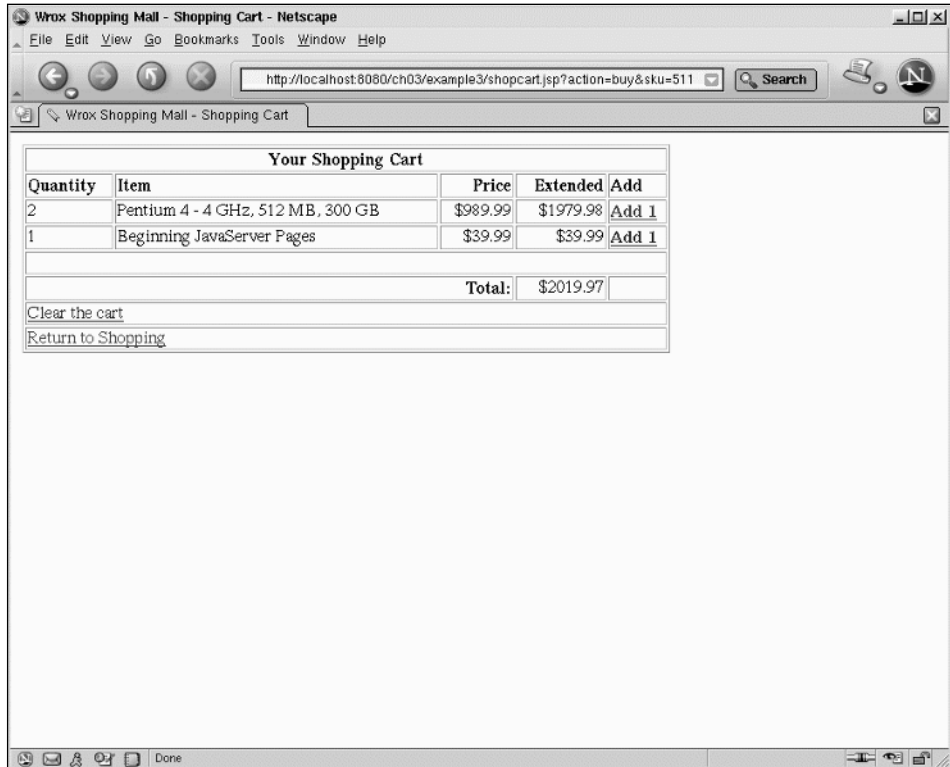 Wrox Shopping Mall - Shopping Cart - Netscape
File Edit View Go Bookmarks Tools Window Help
http://localhost:8080/ch03/example3/shopcart.jsp?action=buy&sku=511 Search N
Wrox Shopping Mall - Shopping Cart
Your Shopping Cart
Quantity Item Price Extended Add
2 Pentium 4 - 4 GHz, 512 MB, 300 GB $989.99 $1979.98 Add 1
1 Beginning JavaServer Pages $39.99 $39.99 Add 1
Total: $2019.97
Clear the cart
Return to Shopping
Done